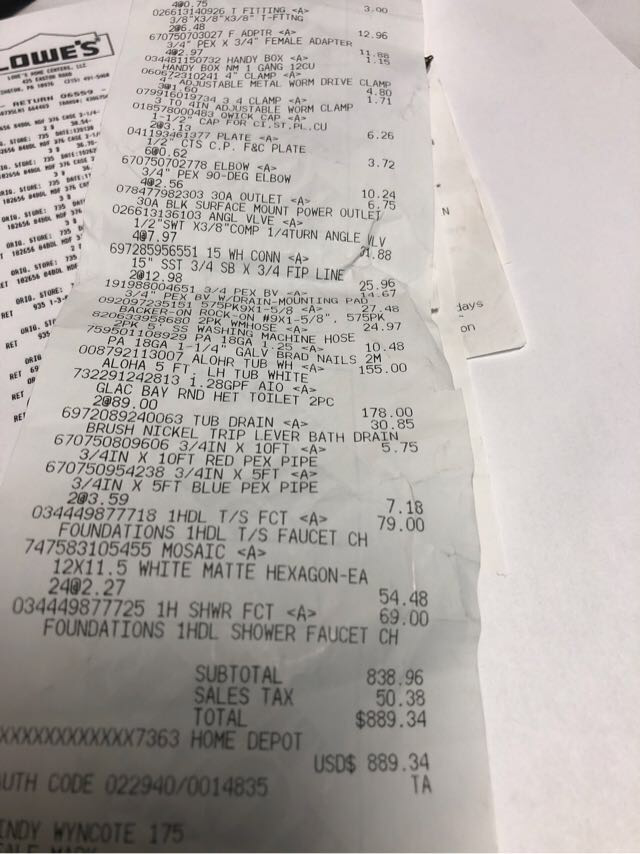 400.75
026613140926 T FITTING <A> 3.00
3/8"X3/8"X3/8" T-FTNG
2@6.48
670750703027 F ADPTR <A> 12.96
3/4" PEX X 3/4" FEMALE ADAPTER
4@2.97 11.88
034481150732 HANDY BOX <A> 1.15
HANDY BOX NM 1 GANG 12CU
060672310241 4" CLAMP <A>
4" ADJUSTABLE METAL WORM DRIVE CLAMP
3@1.60 4.80
079916019734 3 4 CLAMP <A> 1.71
3 TO 4IN ADJUSTABLE WORM CLAMP
018578000483 QWICK CAP <A>
1-1/2" CAP FOR CI.ST.PL.CU
2@3.13 6.26
041193461377 PLATE <A>
1/2" CTS C.P. F&C PLATE
6@0.62 3.72
670750702778 ELBOW <A>
3/4" PEX 90-DEG ELBOW
4@2.56 10.24
078477982303 30A OUTLET <A> 6.75
30A BLK SURFACE MOUNT POWER OUTLET
026613136103 ANGL VLVE <A>
1/2"SWT X3/8"COMP 1/4TURN ANGLE VLV
4@7.97 31.88
697285956551 15 WH CONN <A>
15" SST 3/4 SB X 3/4 FIP LINE
2@12.98 25.96
191988004651 3/4 PEX BV <A> 14.67
3/4" PEX BV W/DRAIN-MOUNTING PAD
092097235151 575PK9X1-5/8 <A> 27.48
BACKER-ON ROCK-ON #9X1-5/8". 575PK
820633958680 2PK WMHOSE <A> 24.97
2PK 5' SS WASHING MACHINE HOSE
759501108929 PA 18GA 1.25 <A> 10.48
PA 18GA 1-1/4" GALV BRAD NAILS 2M
008792113007 ALOHR TUB WH <A> 155.00
ALOHA 5 FT. LH TUB WHITE
732291242813 1.28GPF AIO <A>
GLAC BAY RND HET TOILET 2PC
2@89.00 178.00
6972089240063 TUB DRAIN <A> 30.85
BRUSH NICKEL TRIP LEVER BATH DRAIN
670750809606 3/4IN X 10FT <A> 5.75
3/4IN X 10FT RED PEX PIPE
670750954238 3/4IN X 5FT <A>
3/4IN X 5FT BLUE PEX PIPE
2@3.59 7.18
034449877718 1HDL T/S FCT <A> 79.00
FOUNDATIONS 1HDL T/S FAUCET CH
747583105455 MOSAIC <A>
12X11.5 WHITE MATTE HEXAGON-EA
24@2.27 54.48
034449877725 1H SHWR FCT <A> 69.00
FOUNDATIONS 1HDL SHOWER FAUCET CH
SUBTOTAL 838.96
SALES TAX 50.38
TOTAL $889.34
XXXXXXXXXXXX7363 HOME DEPOT
USD$ 889.34
UTH CODE 022940/0014835 TA
NDY WYNCOTE 175
LOWE'S
LOWE'S HOME CENTERS, LLC
RETURN
N
days
on